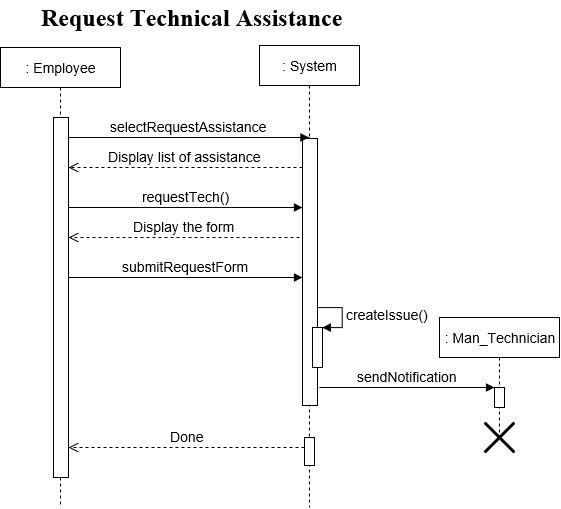 Request Technical Assistance
: Employee
: System
selectRequestAssistance
Display list of assistance
requestTech()
Display the form
submitRequestForm
createIssue()
: Man_Technician
sendNotification
Done